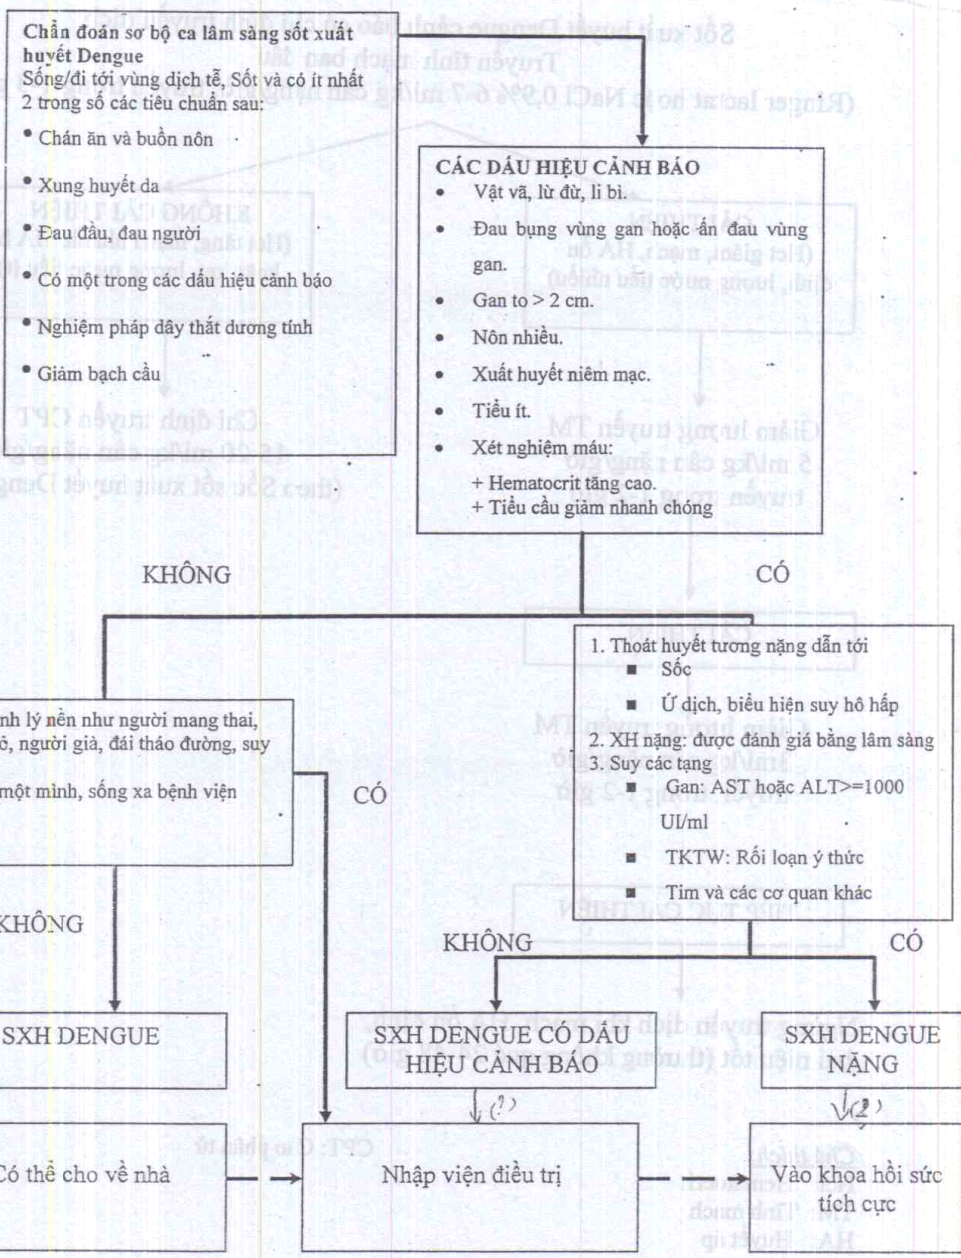 Chẩn đoán sơ bộ ca lâm sàng sốt xuất
huyết Dengue
Sống/đi tới vùng dịch tễ, Sốt và có ít nhất
2 trong số các tiêu chuẩn sau:
• Chán ăn và buồn nôn
• Xung huyết da
• Đau đầu, đau người
• Có một trong các dấu hiệu cảnh báo
• Nghiệm pháp dây thắt dương tính
• Giảm bạch cầu
CÁC DẤU HIỆU CẢNH BÁO
• Vật vã, lừ đừ, li bì.
• Đau bụng vùng gan hoặc ấn đau vùng
gan.
• Gan to > 2 cm.
• Nôn nhiều.
• Xuất huyết niêm mạc.
• Tiểu ít.
• Xét nghiệm máu:
+ Hematocrit tăng cao.
+ Tiểu cầu giảm nhanh chóng
KHÔNG
CÓ
1. Thoát huyết tương nặng dẫn tới
▪ Sốc
▪ Ứ dịch, biểu hiện suy hô hấp
2. XH nặng: được đánh giá bằng lâm sàng
3. Suy các tạng
▪ Gan: AST hoặc ALT>=1000
UI/ml
▪ TKTW: Rối loạn ý thức
▪ Tim và các cơ quan khác
lý nền như người mang thai,
người già, đái tháo đường, suy
một mình, sống xa bệnh viện
CÓ
KHÔNG
KHÔNG
CÓ
SXH DENGUE
SXH DENGUE CÓ DẤU
HIỆU CẢNH BÁO
SXH DENGUE
NẶNG
(?)
Có thể cho về nhà
Nhập viện điều trị
Vào khoa hồi sức
tích cực